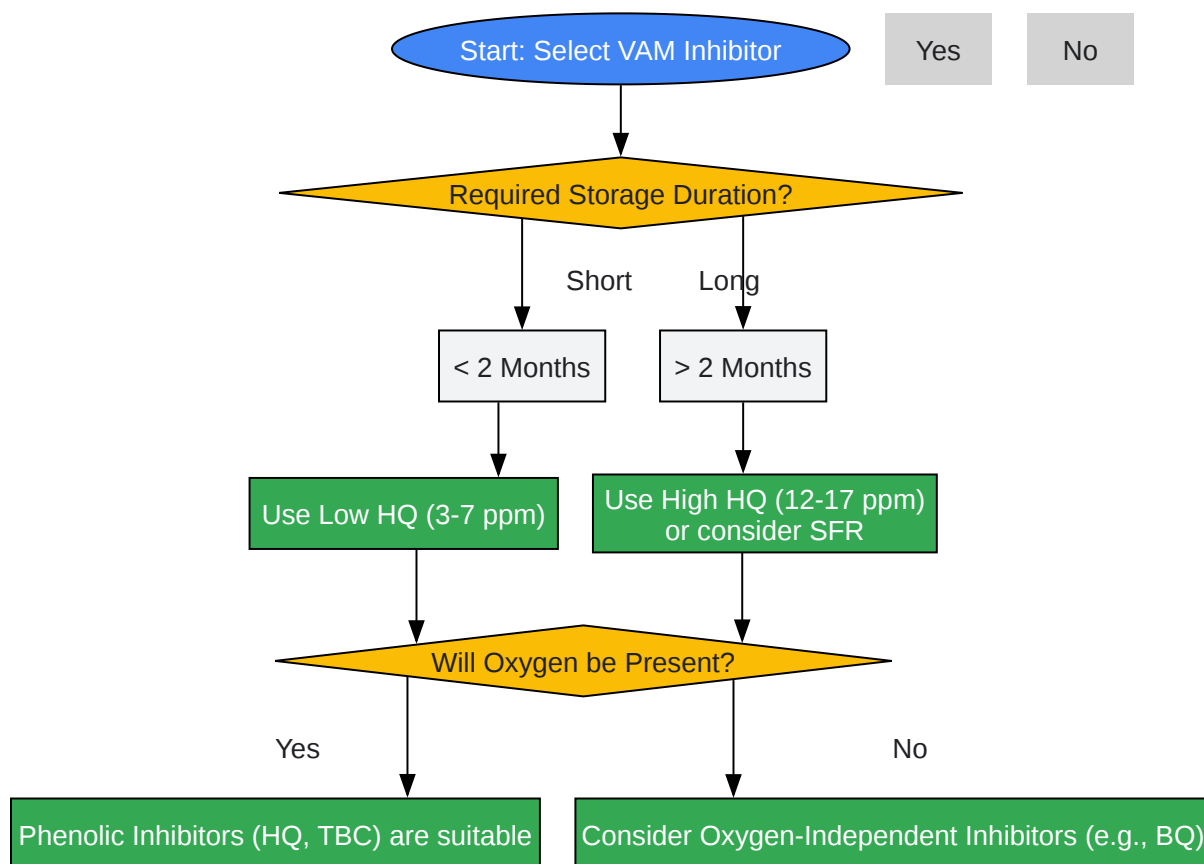 Start: Select VAM Inhibitor
Yes
No
Required Storage Duration?
Short
Long
< 2 Months
> 2 Months
Use Low HQ (3-7 ppm)
Use High HQ (12-17 ppm)
or consider SFR
Will Oxygen be Present?
Yes
No
Phenolic Inhibitors (HQ, TBC) are suitable
Consider Oxygen-Independent Inhibitors (e.g., BQ)